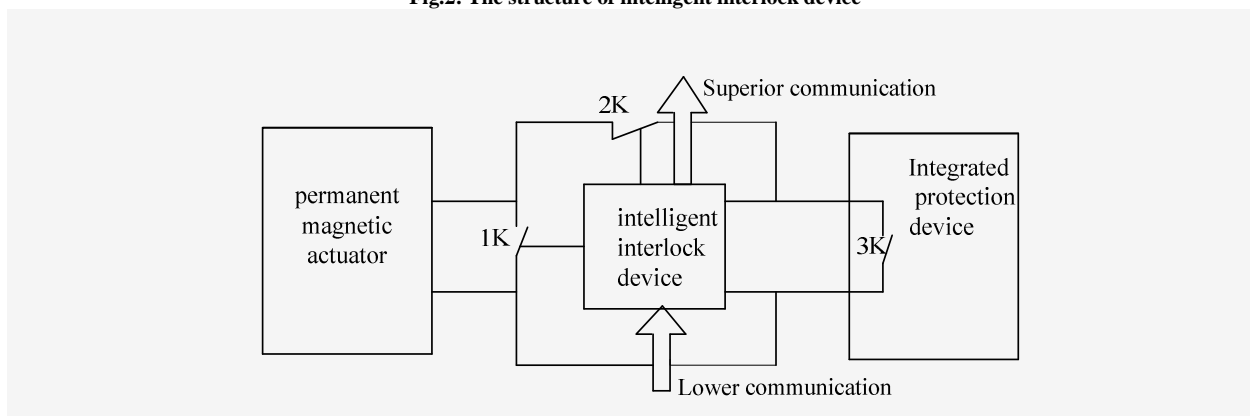 Fig.2: The structure of intelligent interlock device
Superior communication
2K
permanent
magnetic
actuator
1K
intelligent
interlock
device
Integrated
protection
device
3K
Lower communication